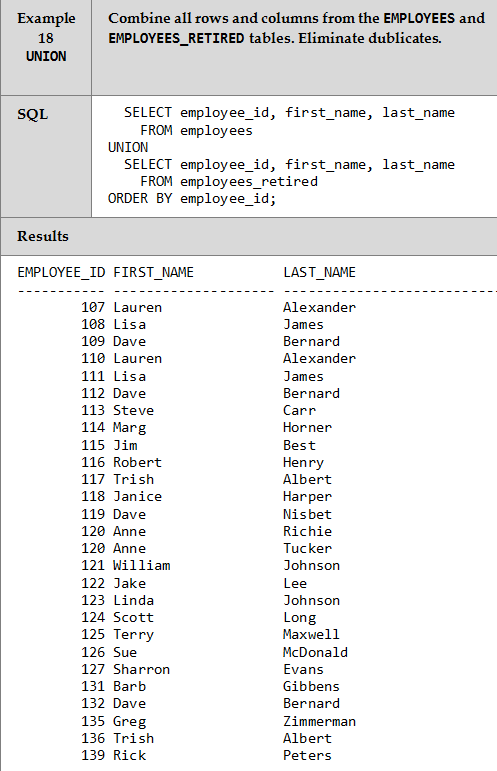 Example
18
UNION
Combine all rows and columns from the EMPLOYEES and
EMPLOYEES_RETIRED tables. Eliminate dublicates.
SQL
SELECT employee_id, first_name, last_name
FROM employees
UNION
SELECT employee_id, first_name, last_name
FROM employees_retired
ORDER BY employee_id;
Results
EMPLOYEE_ID FIRST_NAME LAST_NAME
----------- -------------------- ---------------------------
107 Lauren Alexander
108 Lisa James
109 Dave Bernard
110 Lauren Alexander
111 Lisa James
112 Dave Bernard
113 Steve Carr
114 Marg Horner
115 Jim Best
116 Robert Henry
117 Trish Albert
118 Janice Harper
119 Dave Nisbet
120 Anne Richie
120 Anne Tucker
121 William Johnson
122 Jake Lee
123 Linda Johnson
124 Scott Long
125 Terry Maxwell
126 Sue McDonald
127 Sharron Evans
131 Barb Gibbens
132 Dave Bernard
135 Greg Zimmerman
136 Trish Albert
139 Rick Peters